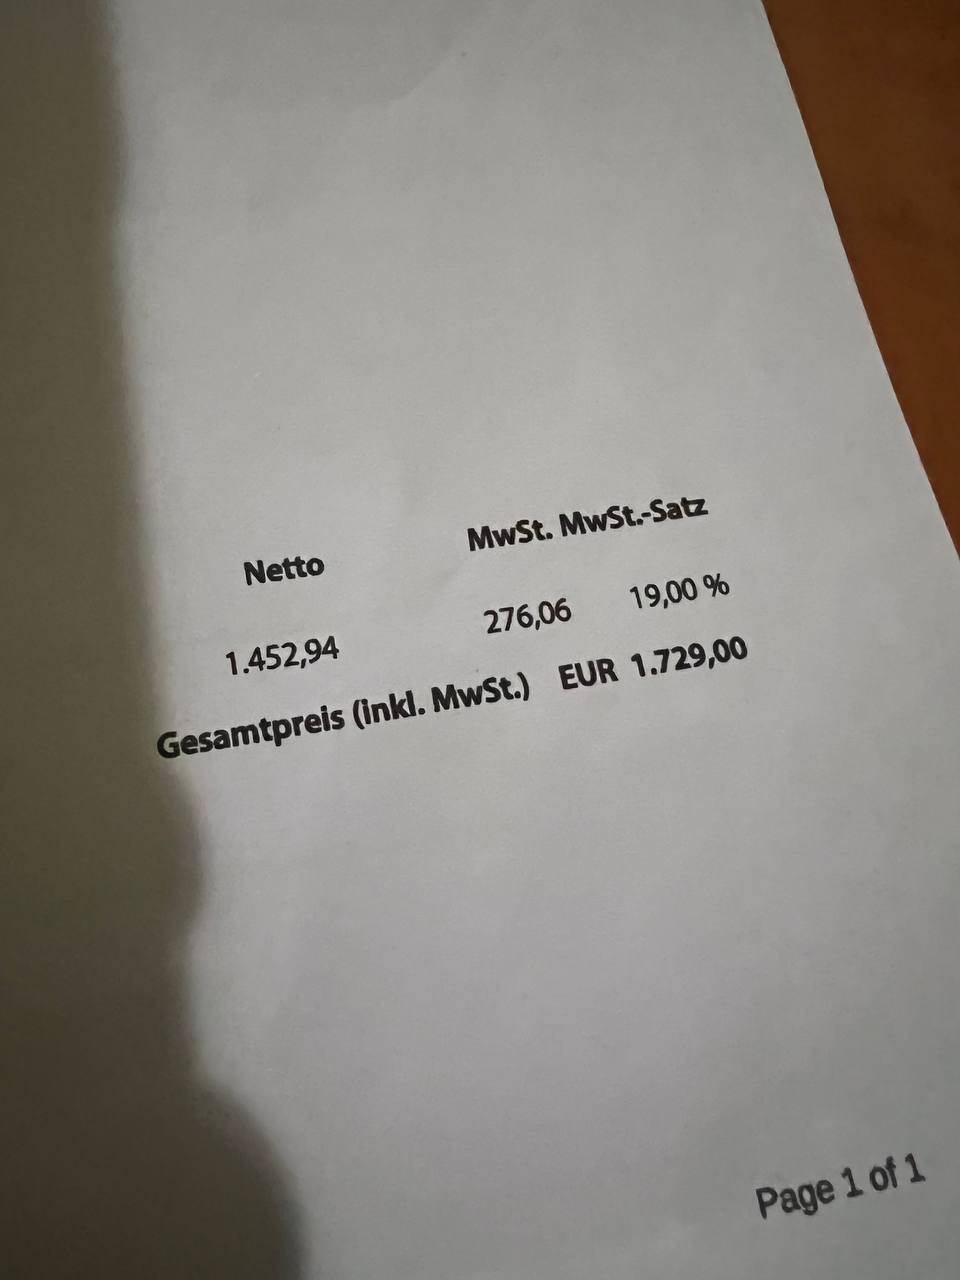 Netto MwSt. MwSt.-Satz
1.452,94 276,06 19,00 %
Gesamtpreis (inkl. MwSt.) EUR 1.729,00
Page 1 of 1